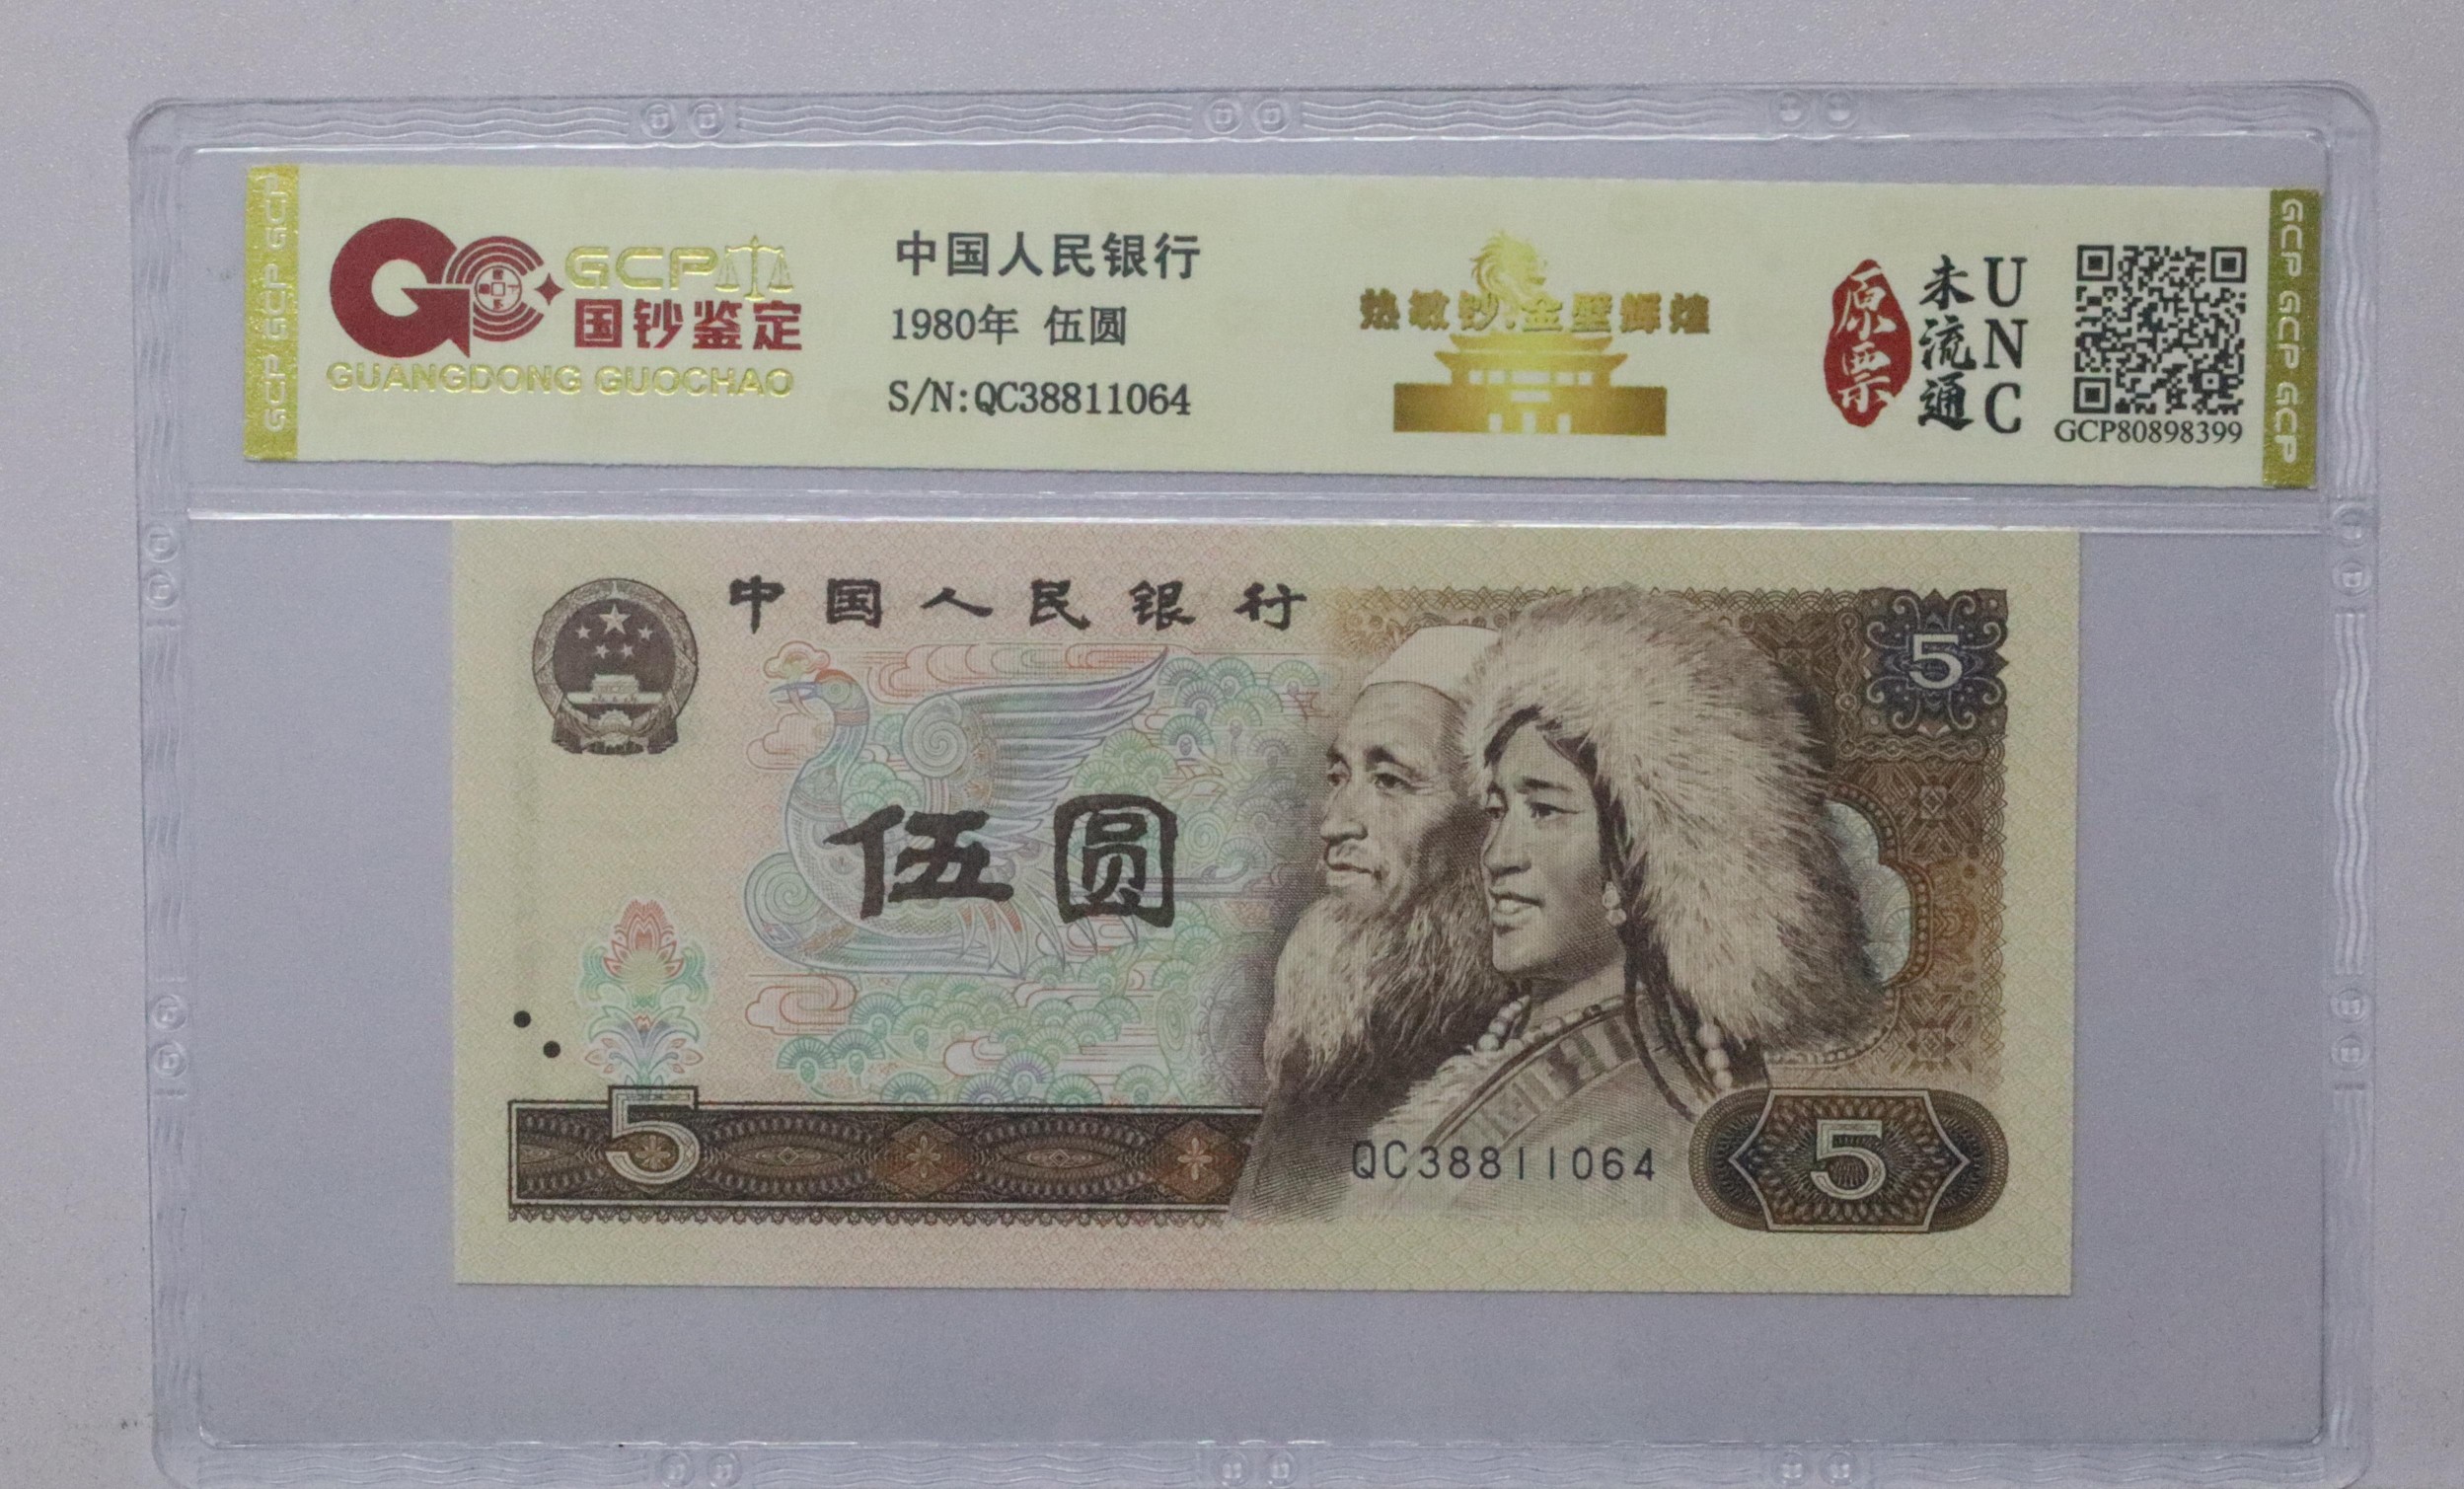 GCP GCP GCP
GCP
国钞鉴定
GUANGDONG GUOCHAO
中国人民银行
1980年 伍圆
S/N:QC38811064
热敏钞.金壁辉煌
原票
未流通
UNC
GCP80898399
GCP GCP GCP
中国人民银行
5
伍圆
5
QC38811064
5